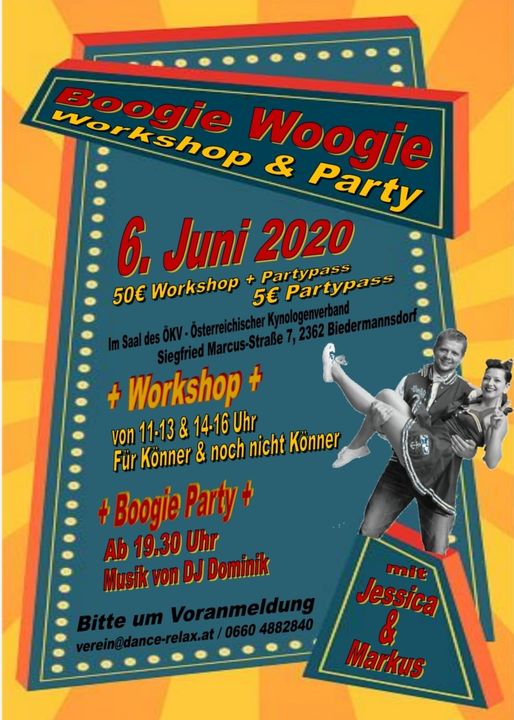 Boogie Woogie
Workshop & Party
6. Juni 2020
50€ Workshop + Partypass
5€ Partypass
Im Saal des ÖKV - Österreichischer Kynologenverband
Siegfried Marcus-Straße 7, 2362 Biedermannsdorf
+ Workshop +
von 11-13 & 14-16 Uhr
Für Könner & noch nicht Könner
+ Boogie Party +
Ab 19.30 Uhr
Musik von DJ Dominik
Bitte um Voranmeldung
verein@dance-relax.at / 0660 4882840
mit
Jessica
&
Markus